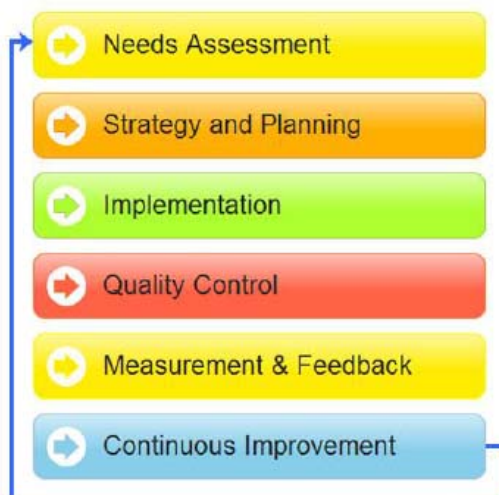 Needs Assessment
Strategy and Planning
Implementation
Quality Control
Measurement & Feedback
Continuous Improvement